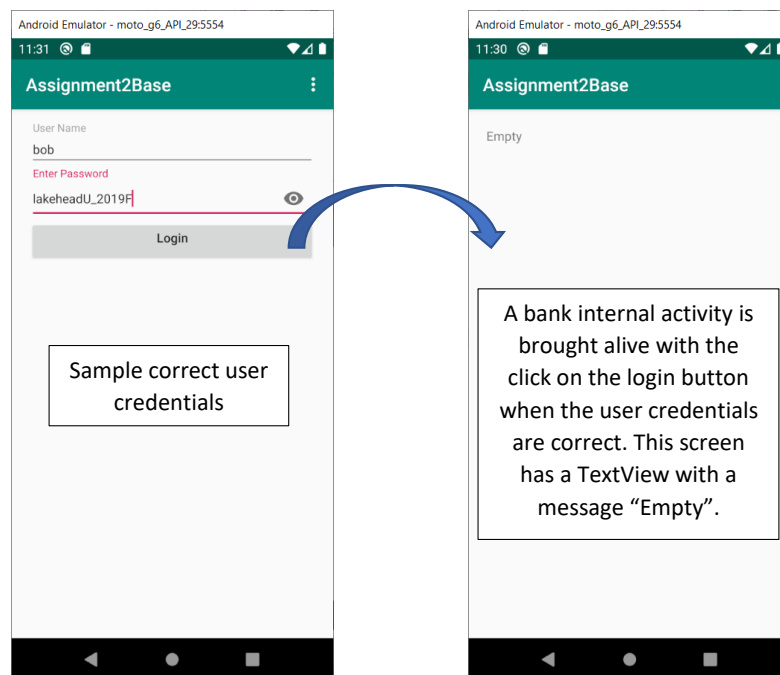 Android Emulator - moto_g6_API_29:5554
11:31
Assignment2Base
User Name
bob
Enter Password
lakeheadU_2019F
Login
Sample correct user
credentials
Android Emulator - moto_g6_API_29:5554
11:30
Assignment2Base
Empty
A bank internal activity is
brought alive with the
click on the login button
when the user credentials
are correct. This screen
has a TextView with a
message “Empty”.